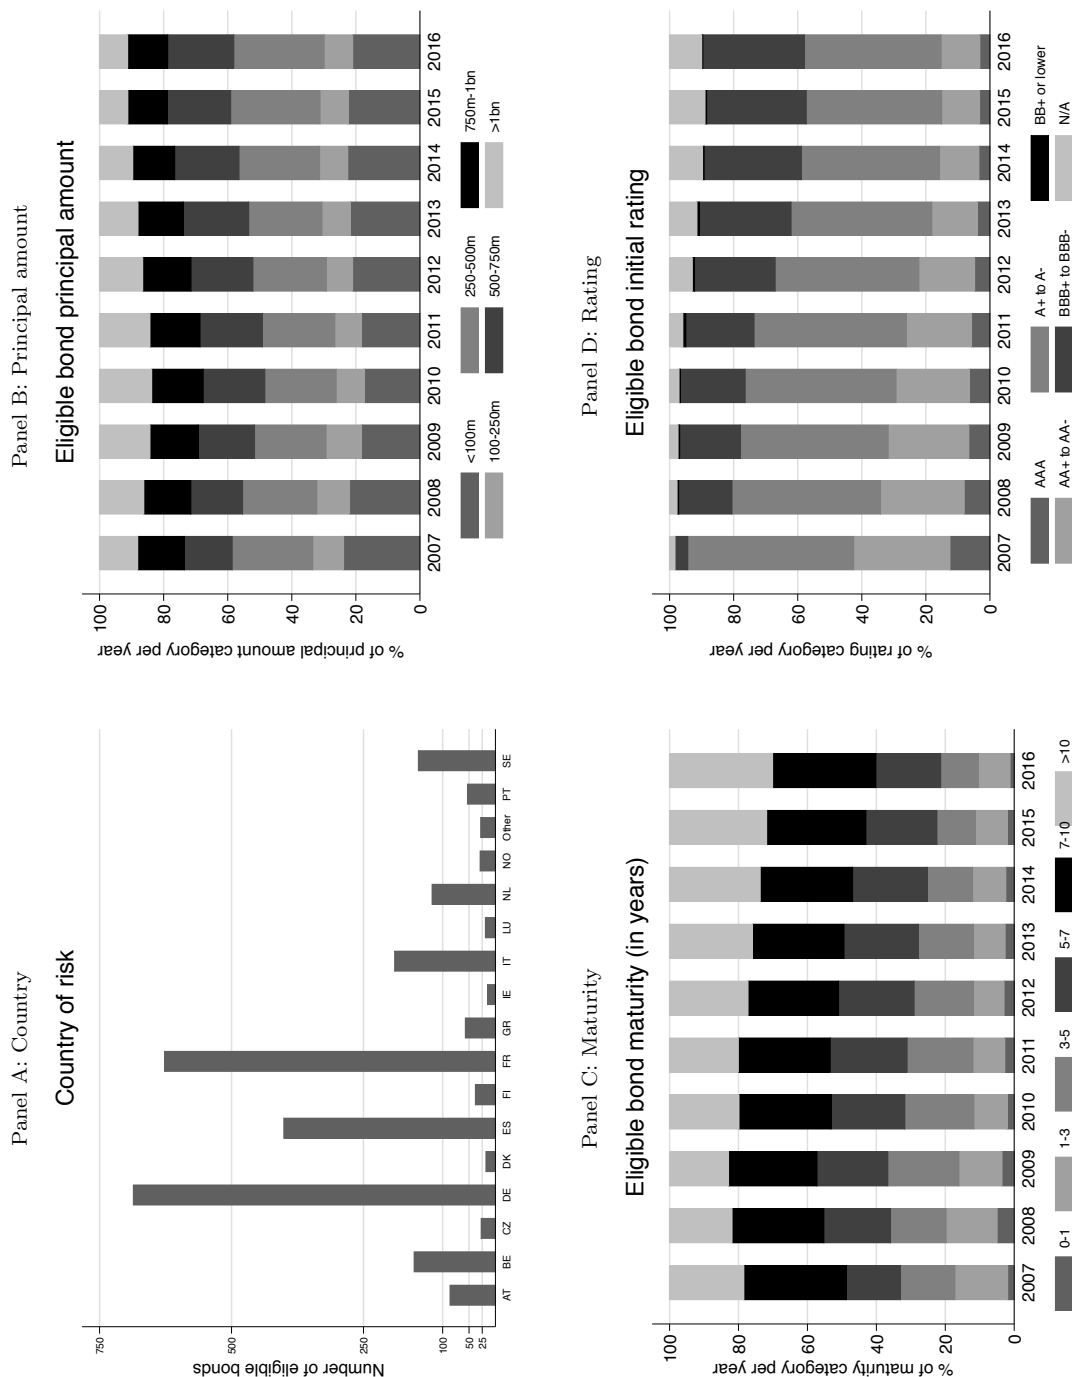 Panel A: Country
Country of risk
Number of eligible bonds
750
500
250
100
50
25
AT BE CZ DE DK ES FI FR GR IE IT LU NL NO Other PT SE
Panel B: Principal amount
Eligible bond principal amount
% of principal amount category per year
100
80
60
40
20
0
2007 2008 2009 2010 2011 2012 2013 2014 2015 2016
<100m 250-500m 750m-1bn
100-250m 500-750m >1bn
Panel C: Maturity
Eligible bond maturity (in years)
% of maturity category per year
100
80
60
40
20
0
2007 2008 2009 2010 2011 2012 2013 2014 2015 2016
0-1 1-3 3-5 5-7 7-10 >10
Panel D: Rating
Eligible bond initial rating
% of rating category per year
100
80
60
40
20
0
2007 2008 2009 2010 2011 2012 2013 2014 2015 2016
AAA A+ to A- BB+ or lower
AA+ to AA- BBB+ to BBB- N/A